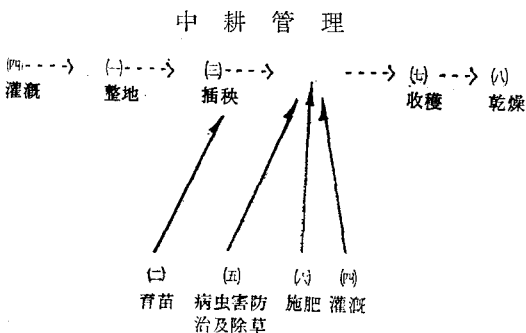 中耕管理
㈣ ㈠ ㈢ ㈦ ㈧
灌溉 整地 插秧 收穫 乾燥
㈡ ㈤ ㈥ ㈣
育苗 病虫害防 施肥 灌溉
治及除草